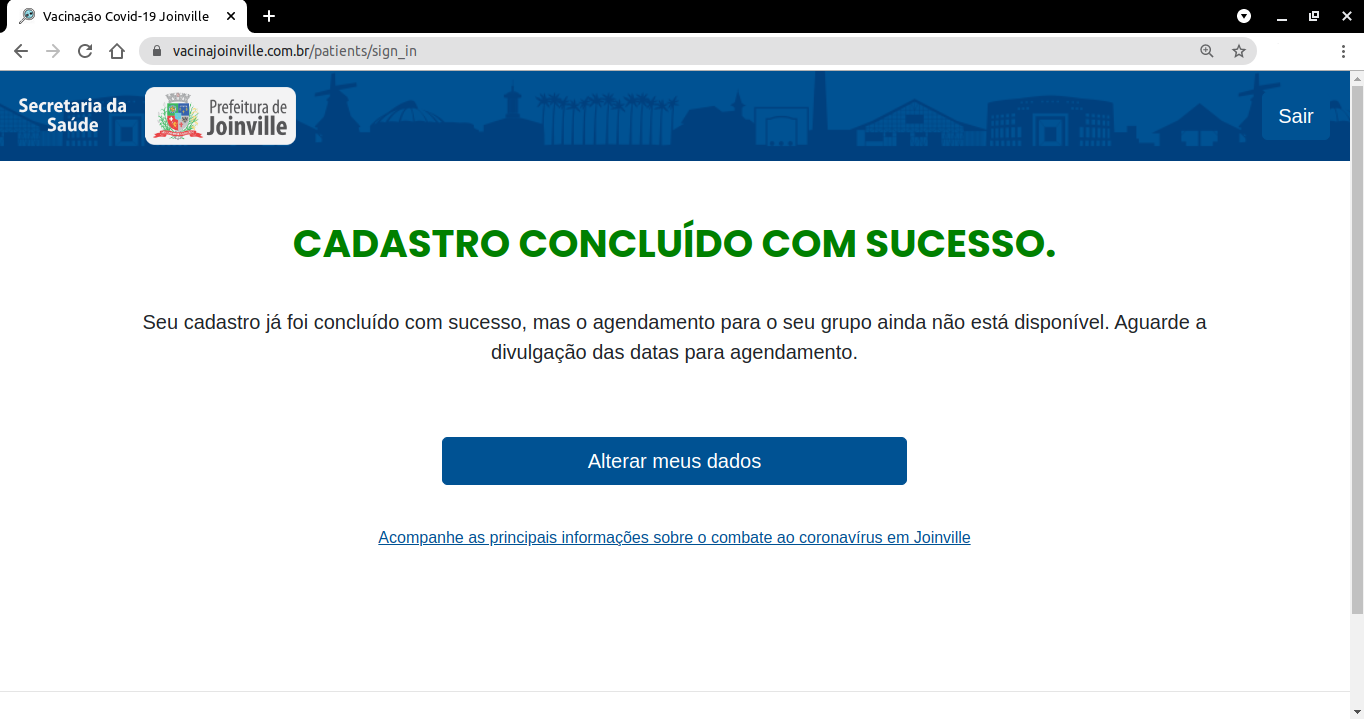 Vacinação Covid-19 Joinville
vacinajoinville.com.br/patients/sign_in
Secretaria da
Saúde
Prefeitura de
Joinville
Sair
CADASTRO CONCLUÍDO COM SUCESSO.
Seu cadastro já foi concluído com sucesso, mas o agendamento para o seu grupo ainda não está disponível. Aguarde a
divulgação das datas para agendamento.
Alterar meus dados
Acompanhe as principais informações sobre o combate ao coronavírus em Joinville